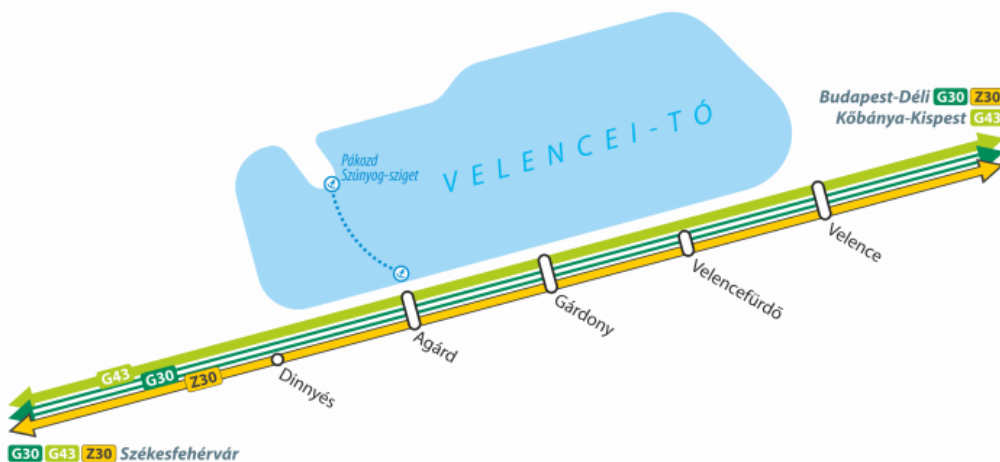 Budapest-Déli G30 Z30
Kőbánya-Kispest G43
Pákozd
Szúnyog-sziget
VELENCEI-TÓ
Velence
Velencefürdő
Gárdony
Agárd
Dinnyés
G43 G30 Z30
G30 G43 Z30 Székesfehérvár